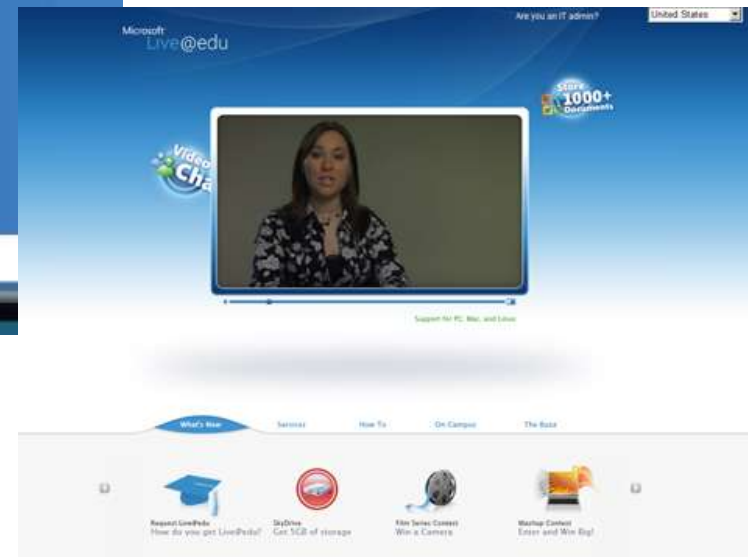 Are you an IT admin?
United States
Microsoft
Live@edu
Store
1000+
Documents
Video
Cha
Support for PC, Mac, and Linux
What's New
Services
How To
On Campus
The Buzz
Request Live@edu
How do you get Live@edu?
SkyDrive
Get 5GB of storage
Film Series Contest
Win a Camera
Mashup Contest
Enter and Win Big!